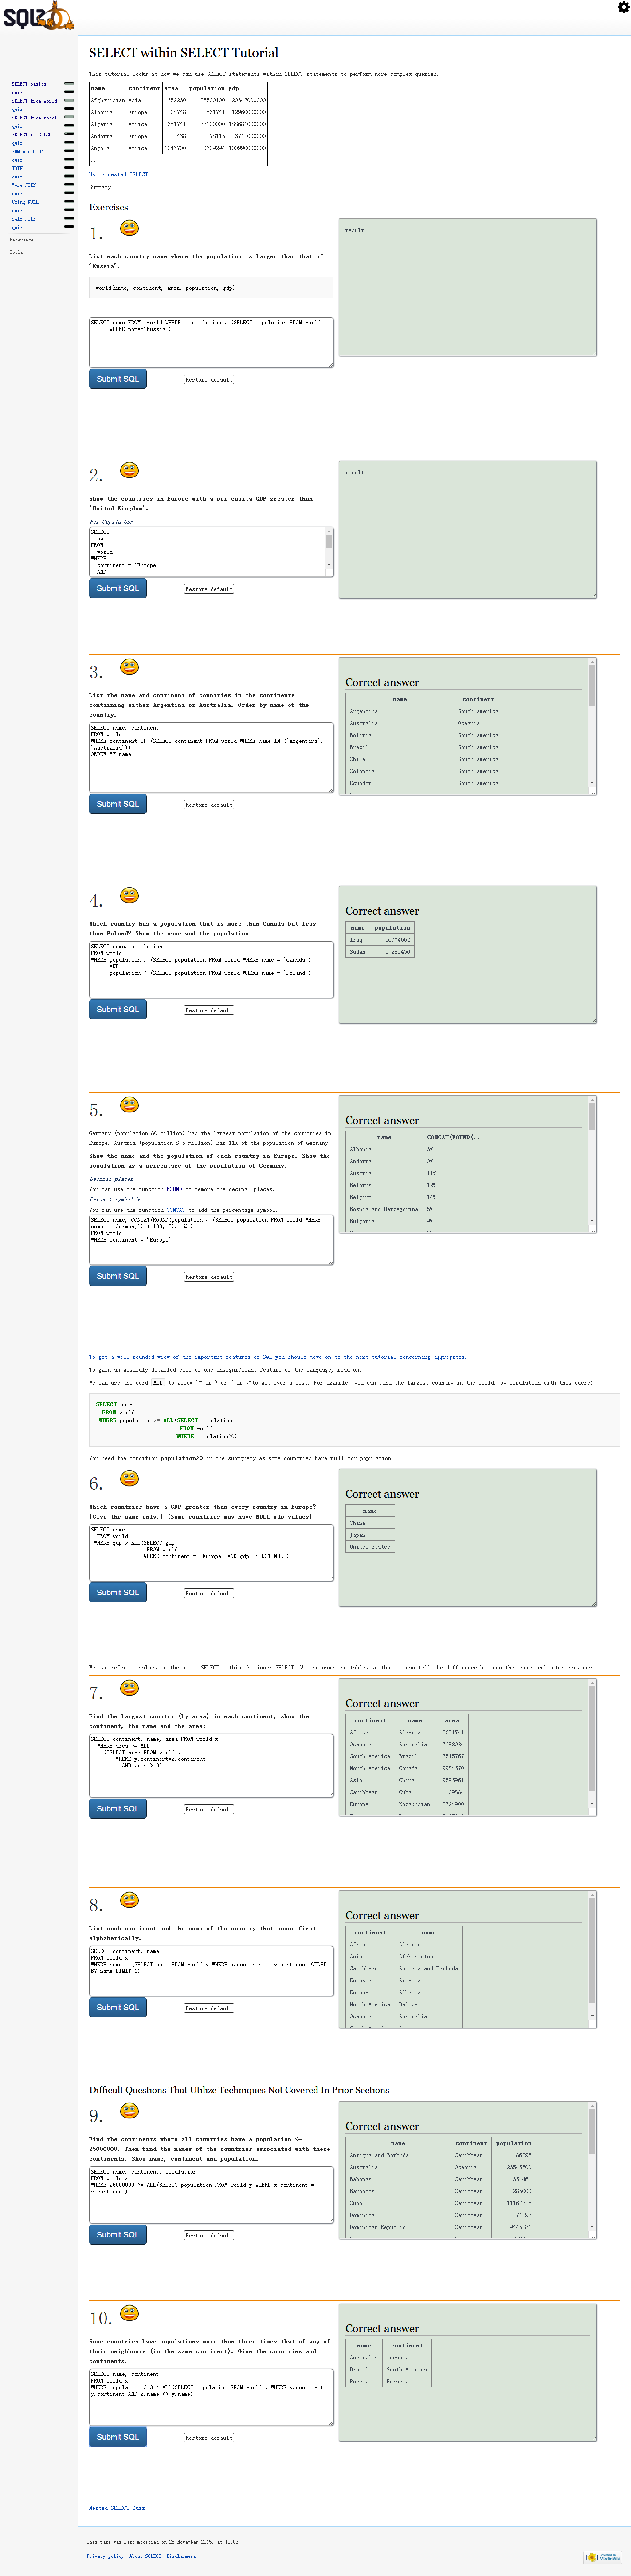 SQLZOO
SELECT basics
quiz
SELECT from world
quiz
SELECT from nobel
quiz
SELECT in SELECT
quiz
SUM and COUNT
quiz
JOIN
quiz
More JOIN
quiz
Using NULL
quiz
Self JOIN
quiz
Reference
Tools
SELECT within SELECT Tutorial
This tutorial looks at how we can use SELECT statements within SELECT statements to perform more complex queries.
name continent area population gdp
Afghanistan Asia 652230 25500100 20343000000
Albania Europe 28748 2831741 12960000000
Algeria Africa 2381741 37100000 188681000000
Andorra Europe 468 78115 3712000000
Angola Africa 1246700 20609294 100990000000
...
Using nested SELECT
Summary
Exercises
1.
List each country name where the population is larger than that of
'Russia'.
world(name, continent, area, population, gdp)
SELECT name FROM world WHERE population > (SELECT population FROM world
WHERE name='Russia')
Submit SQL Restore default
result
2.
Show the countries in Europe with a per capita GDP greater than
'United Kingdom'.
Per Capita GDP
SELECT
name
FROM
world
WHERE
continent = 'Europe'
AND
Submit SQL Restore default
result
3.
List the name and continent of countries in the continents
containing either Argentina or Australia. Order by name of the
country.
SELECT name, continent
FROM world
WHERE continent IN (SELECT continent FROM world WHERE name IN ('Argentina',
'Australia'))
ORDER BY name
Submit SQL Restore default
Correct answer
name continent
Argentina South America
Australia Oceania
Bolivia South America
Brazil South America
Chile South America
Colombia South America
Ecuador South America
4.
Which country has a population that is more than Canada but less
than Poland? Show the name and the population.
SELECT name, population
FROM world
WHERE population > (SELECT population FROM world WHERE name = 'Canada')
AND
population < (SELECT population FROM world WHERE name = 'Poland')
Submit SQL Restore default
Correct answer
name population
Iraq 36004552
Sudan 37289406
5.
Germany (population 80 million) has the largest population of the countries in
Europe. Austria (population 8.5 million) has 11% of the population of Germany.
Show the name and the population of each country in Europe. Show the
population as a percentage of the population of Germany.
Decimal places
You can use the function ROUND to remove the decimal places.
Percent symbol %
You can use the function CONCAT to add the percentage symbol.
SELECT name, CONCAT(ROUND(population / (SELECT population FROM world WHERE
name = 'Germany') * 100, 0), '%')
FROM world
WHERE continent = 'Europe'
Submit SQL Restore default
Correct answer
name CONCAT(ROUND(..
Albania 3%
Andorra 0%
Austria 11%
Belarus 12%
Belgium 14%
Bosnia and Herzegovina 5%
Bulgaria 9%
To get a well rounded view of the important features of SQL you should move on to the next tutorial concerning aggregates.
To gain an absurdly detailed view of one insignificant feature of the language, read on.
We can use the word ALL to allow >= or > or < or <=to act over a list. For example, you can find the largest country in the world, by population with this query:
SELECT name
FROM world
WHERE population >= ALL(SELECT population
FROM world
WHERE population>0)
You need the condition population>0 in the sub-query as some countries have null for population.
6.
Which countries have a GDP greater than every country in Europe?
[Give the name only.] (Some countries may have NULL gdp values)
SELECT name
FROM world
WHERE gdp > ALL(SELECT gdp
FROM world
WHERE continent = 'Europe' AND gdp IS NOT NULL)
Submit SQL Restore default
Correct answer
name
China
Japan
United States
We can refer to values in the outer SELECT within the inner SELECT. We can name the tables so that we can tell the difference between the inner and outer versions.
7.
Find the largest country (by area) in each continent, show the
continent, the name and the area:
SELECT continent, name, area FROM world x
WHERE area >= ALL
(SELECT area FROM world y
WHERE y.continent=x.continent
AND area > 0)
Submit SQL Restore default
Correct answer
continent name area
Africa Algeria 2381741
Oceania Australia 7692024
South America Brazil 8515767
North America Canada 9984670
Asia China 9596961
Caribbean Cuba 109884
Europe Kazakhstan 2724900
8.
List each continent and the name of the country that comes first
alphabetically.
SELECT continent, name
FROM world x
WHERE name = (SELECT name FROM world y WHERE x.continent = y.continent ORDER
BY name LIMIT 1)
Submit SQL Restore default
Correct answer
continent name
Africa Algeria
Asia Afghanistan
Caribbean Antigua and Barbuda
Eurasia Armenia
Europe Albania
North America Belize
Oceania Australia
Difficult Questions That Utilize Techniques Not Covered In Prior Sections
9.
Find the continents where all countries have a population <=
25000000. Then find the names of the countries associated with these
continents. Show name, continent and population.
SELECT name, continent, population
FROM world x
WHERE 25000000 >= ALL(SELECT population FROM world y WHERE x.continent =
y.continent)
Submit SQL Restore default
Correct answer
name continent population
Antigua and Barbuda Caribbean 86295
Australia Oceania 23545500
Bahamas Caribbean 351461
Barbados Caribbean 285000
Cuba Caribbean 11167325
Dominica Caribbean 71293
Dominican Republic Caribbean 9445281
10.
Some countries have populations more than three times that of any of
their neighbours (in the same continent). Give the countries and
continents.
SELECT name, continent
FROM world x
WHERE population / 3 > ALL(SELECT population FROM world y WHERE x.continent =
y.continent AND x.name <> y.name)
Submit SQL Restore default
Correct answer
name continent
Australia Oceania
Brazil South America
Russia Eurasia
Nested SELECT Quiz
This page was last modified on 28 November 2015, at 19:03.
Privacy policy About SQLZOO Disclaimers
Powered by
MediaWiki